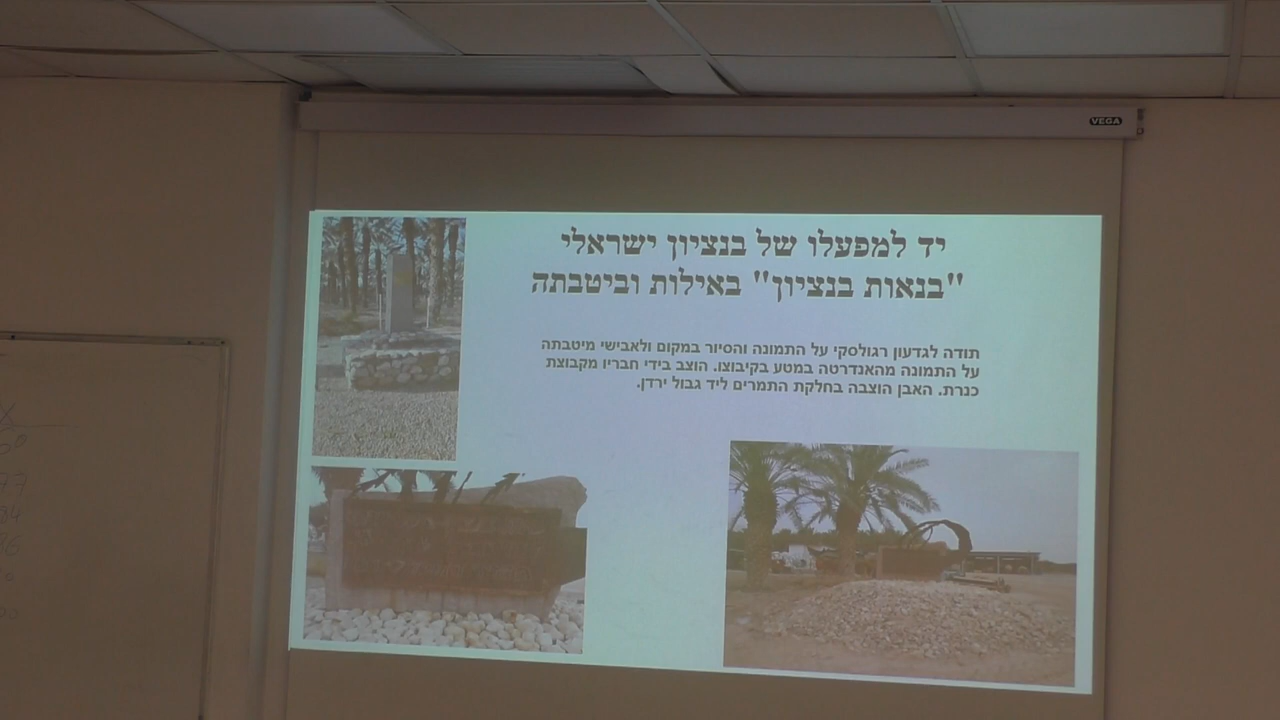 VEGA
יד למפעלו של בנציון ישראלי
"בנאות בנציון" באילות וביטבתה
תודה לגדעון רגולסקי על התמונה והסיור במקום ולאבישי מיטבתה
על התמונה מהאנדרטה במטע בקיבוצו. הוצב בידי חבריו מקבוצת
כנרת. האבן הוצבה בחלקת התמרים ליד גבול ירדן.